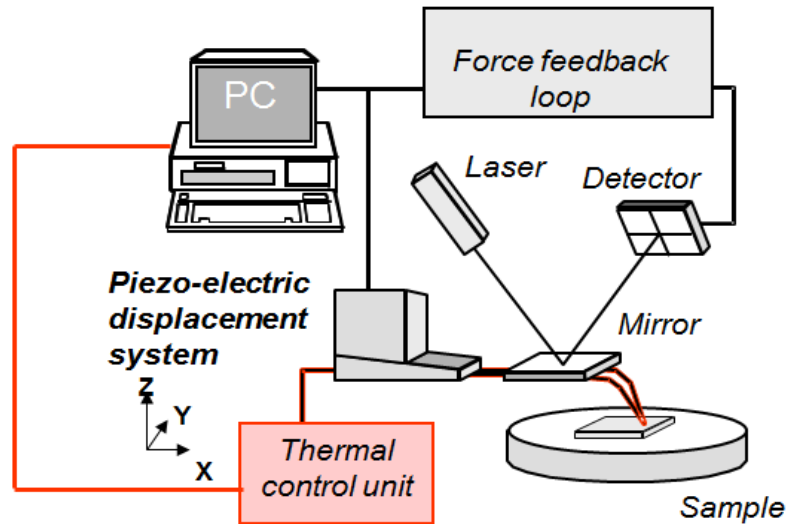 PC
Force feedback
loop
Laser
Detector
Piezo-electric
displacement
system
Mirror
Z
Y
X
Thermal
control unit
Sample